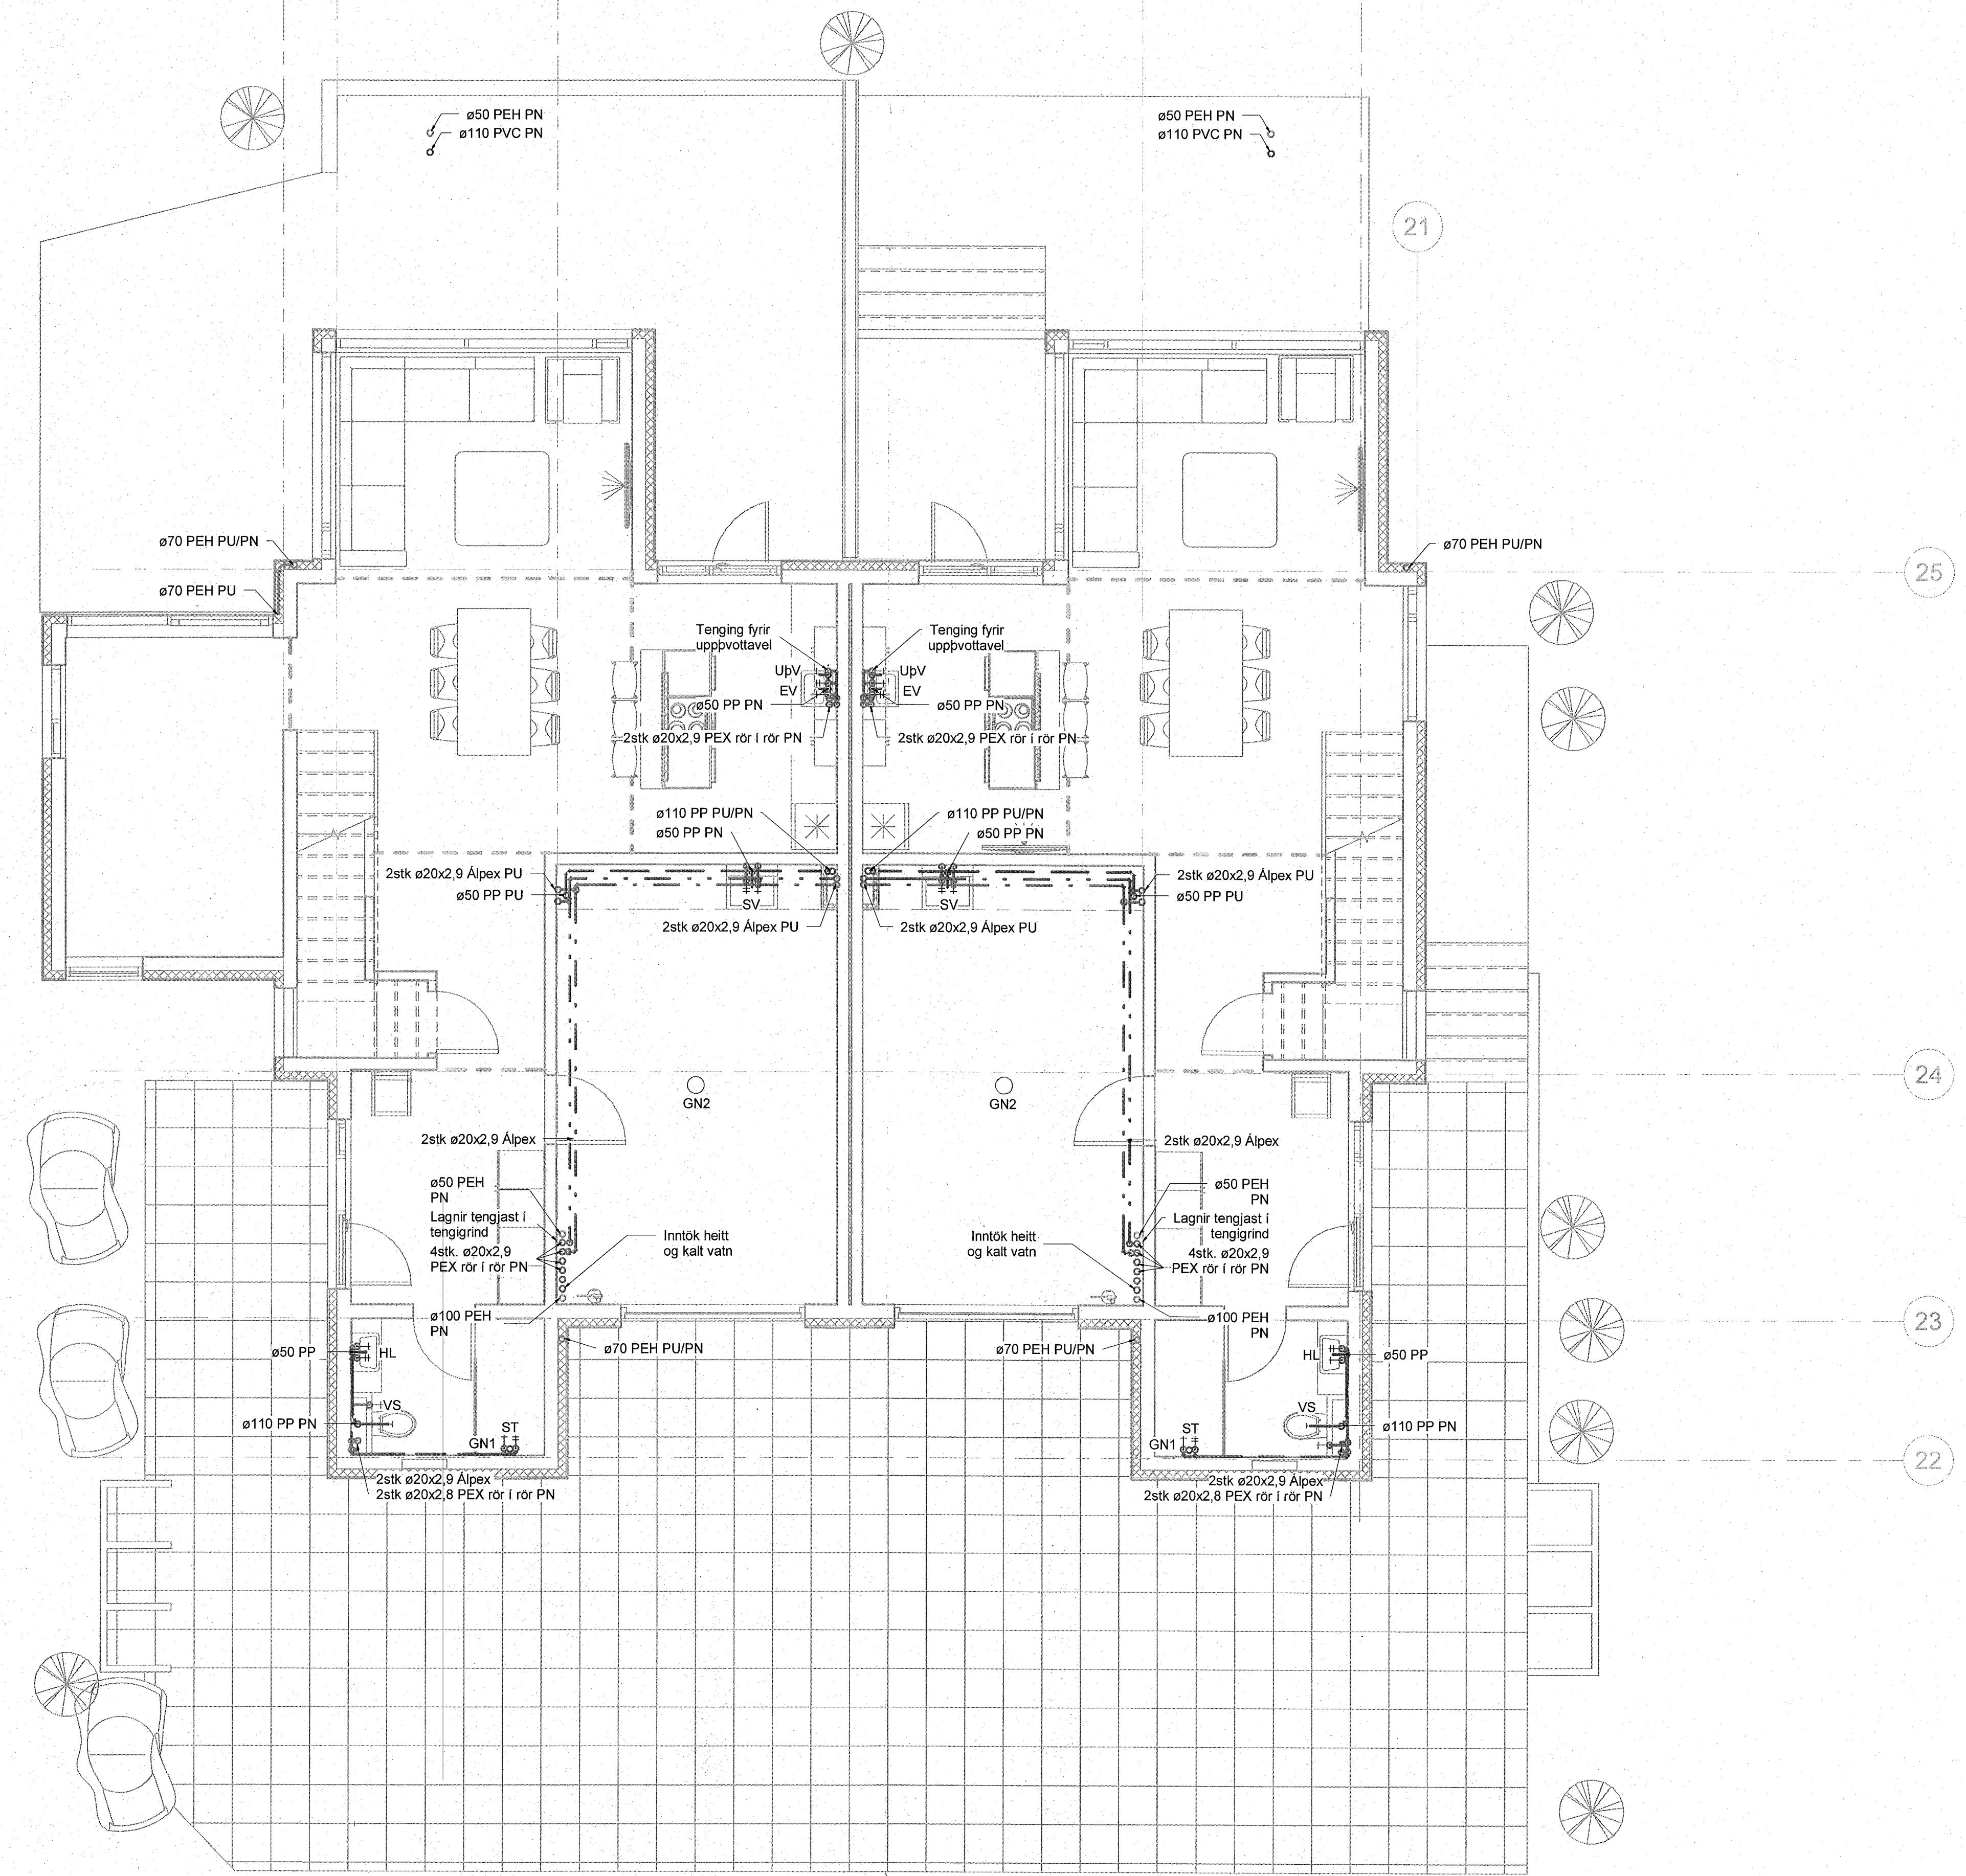 ø50 PEH PN
ø110 PVC PN
ø50 PEH PN
ø110 PVC PN
21
ø70 PEH PU/PN
ø70 PEH PU
ø70 PEH PU/PN
25
Tenging fyrir
uppþvottavel
UþV
EV
ø50 PP PN
2stk ø20x2,9 PEX rör í rör PN
Tenging fyrir
uppþvottavel
UþV
EV
ø50 PP PN
2stk ø20x2,9 PEX rör í rör PN
ø110 PP PU/PN
ø50 PP PN
ø110 PP PU/PN
ø50 PP PN
2stk ø20x2,9 Álpex PU
ø50 PP PU
SV
2stk ø20x2,9 Álpex PU
SV
2stk ø20x2,9 Álpex PU
2stk ø20x2,9 Álpex PU
ø50 PP PU
GN2
GN2
24
2stk ø20x2,9 Álpex
2stk ø20x2,9 Álpex
ø50 PEH
PN
Lagnir tengjast í
tengigrind
4stk. ø20x2,9
PEX rör í rör PN
Inntök heitt
og kalt vatn
Inntök heitt
og kalt vatn
ø50 PEH
PN
Lagnir tengjast í
tengigrind
4stk. ø20x2,9
PEX rör í rör PN
ø100 PEH
PN
ø100 PEH
PN
23
ø70 PEH PU/PN
ø70 PEH PU/PN
ø50 PP
HL
HL
ø50 PP
VS
VS
ø110 PP PN
ST
GN1
ST
GN1
ø110 PP PN
22
2stk ø20x2,9 Álpex
2stk ø20x2,8 PEX rör í rör PN
2stk ø20x2,9 Álpex
2stk ø20x2,8 PEX rör í rör PN